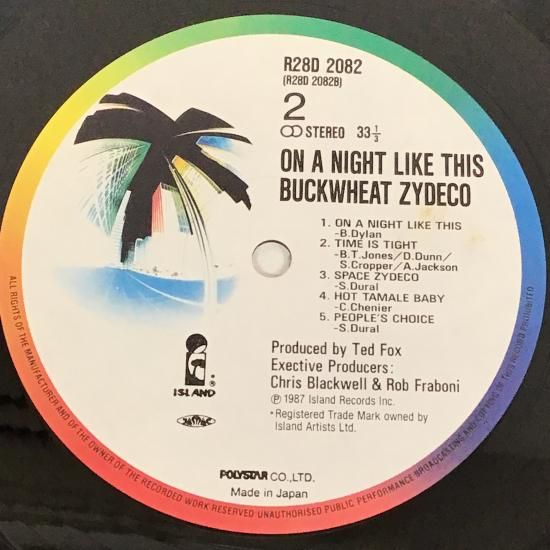 R28D 2082
(R28D 2082B)
2
STEREO 33 1/3
ON A NIGHT LIKE THIS
BUCKWHEAT ZYDECO
1. ON A NIGHT LIKE THIS
-B.Dylan
2. TIME IS TIGHT
-B.T.Jones/D.Dunn/
S.Cropper/A.Jackson
3. SPACE ZYDECO
-S.Dural
4. HOT TAMALE BABY
-C.Chenier
5. PEOPLE'S CHOICE
-S.Dural
Produced by Ted Fox
Exective Producers:
Chris Blackwell & Rob Fraboni
Ⓟ1987 Island Records Inc.
•Registered Trade Mark owned by
Island Artists Ltd.
i®
ISLAND
POLYSTAR CO.,LTD.
Made in Japan
ALL RIGHTS OF THE MANUFACTURER AND OF THE OWNER OF THE RECORDED WORK RESERVED UNAUTHORISED PUBLIC PERFORMANCE BROADCASTING AND COPYING OF THIS RECORD PROHIBITED